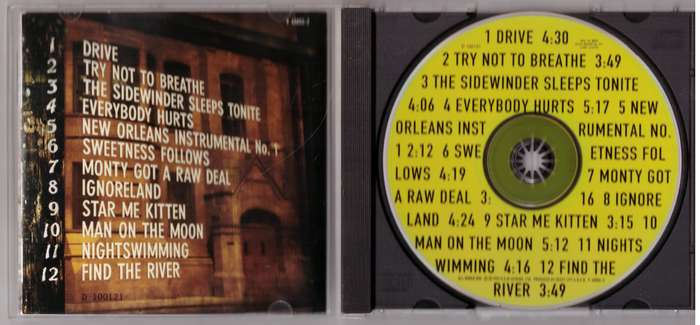 1 DRIVE
2 TRY NOT TO BREATHE
3 THE SIDEWINDER SLEEPS TONITE
4 EVERYBODY HURTS
5 NEW ORLEANS INSTRUMENTAL No. 1
6 SWEETNESS FOLLOWS
7 MONTY GOT A RAW DEAL
8 IGNORELAND
9 STAR ME KITTEN
10 MAN ON THE MOON
11 NIGHTSWIMMING
12 FIND THE RIVER
D 100121
1 DRIVE 4:30
D 100121
2 TRY NOT TO BREATHE 3:49
3 THE SIDEWINDER SLEEPS TONITE
4:06 4 EVERYBODY HURTS 5:17 5 NEW
ORLEANS INST RUMENTAL NO.
1 2:12 6 SWE ETNESS FOL
LOWS 4:19 7 MONTY GOT
A RAW DEAL 3: 16 8 IGNORE
LAND 4:24 9 STAR ME KITTEN 3:15 10
MAN ON THE MOON 5:12 11 NIGHTS
WIMMING 4:16 12 FIND THE
RIVER 3:49